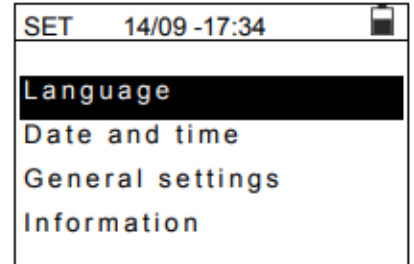 SET 14/09 -17:34
Language
Date and time
General settings
Information